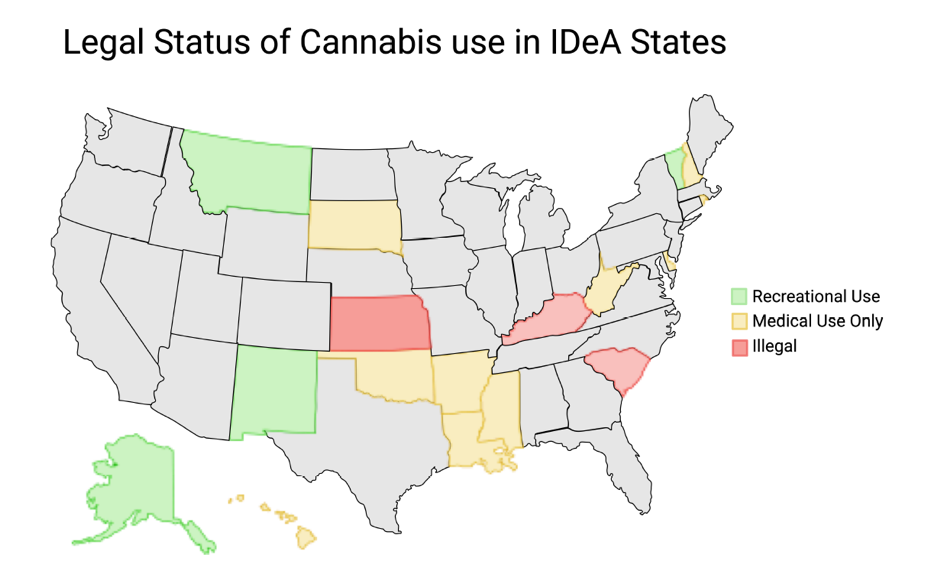 Legal Status of Cannabis use in IDeA States
Recreational Use
Medical Use Only
Illegal